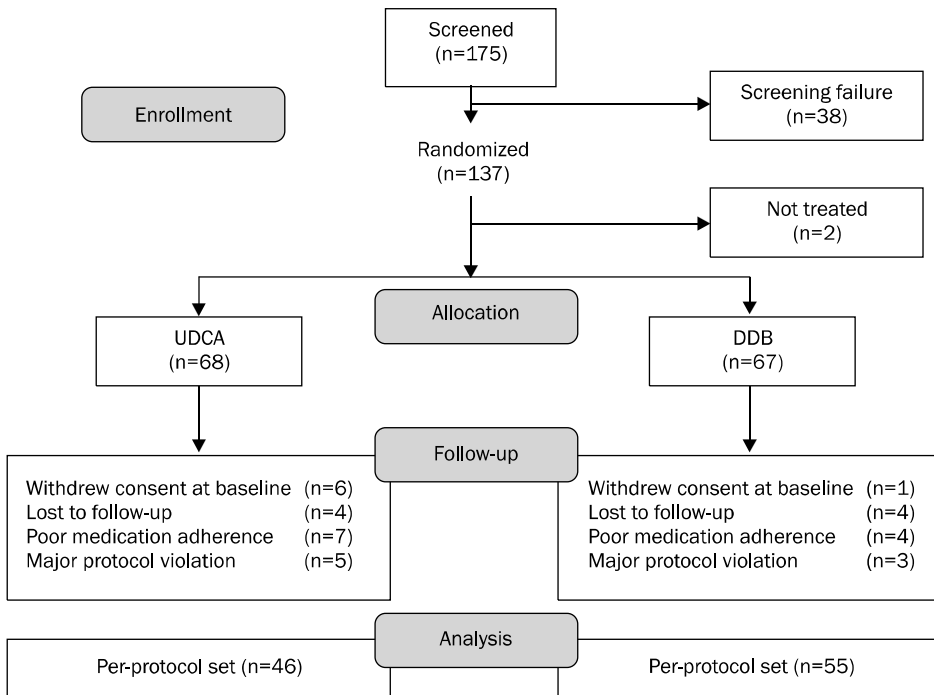 Screened
(n=175)
Enrollment
Screening failure
(n=38)
Randomized
(n=137)
Not treated
(n=2)
Allocation
UDCA
(n=68)
DDB
(n=67)
Follow-up
Withdrew consent at baseline (n=6)
Lost to follow-up (n=4)
Poor medication adherence (n=7)
Major protocol violation (n=5)
Withdrew consent at baseline (n=1)
Lost to follow-up (n=4)
Poor medication adherence (n=4)
Major protocol violation (n=3)
Analysis
Per-protocol set (n=46)
Per-protocol set (n=55)